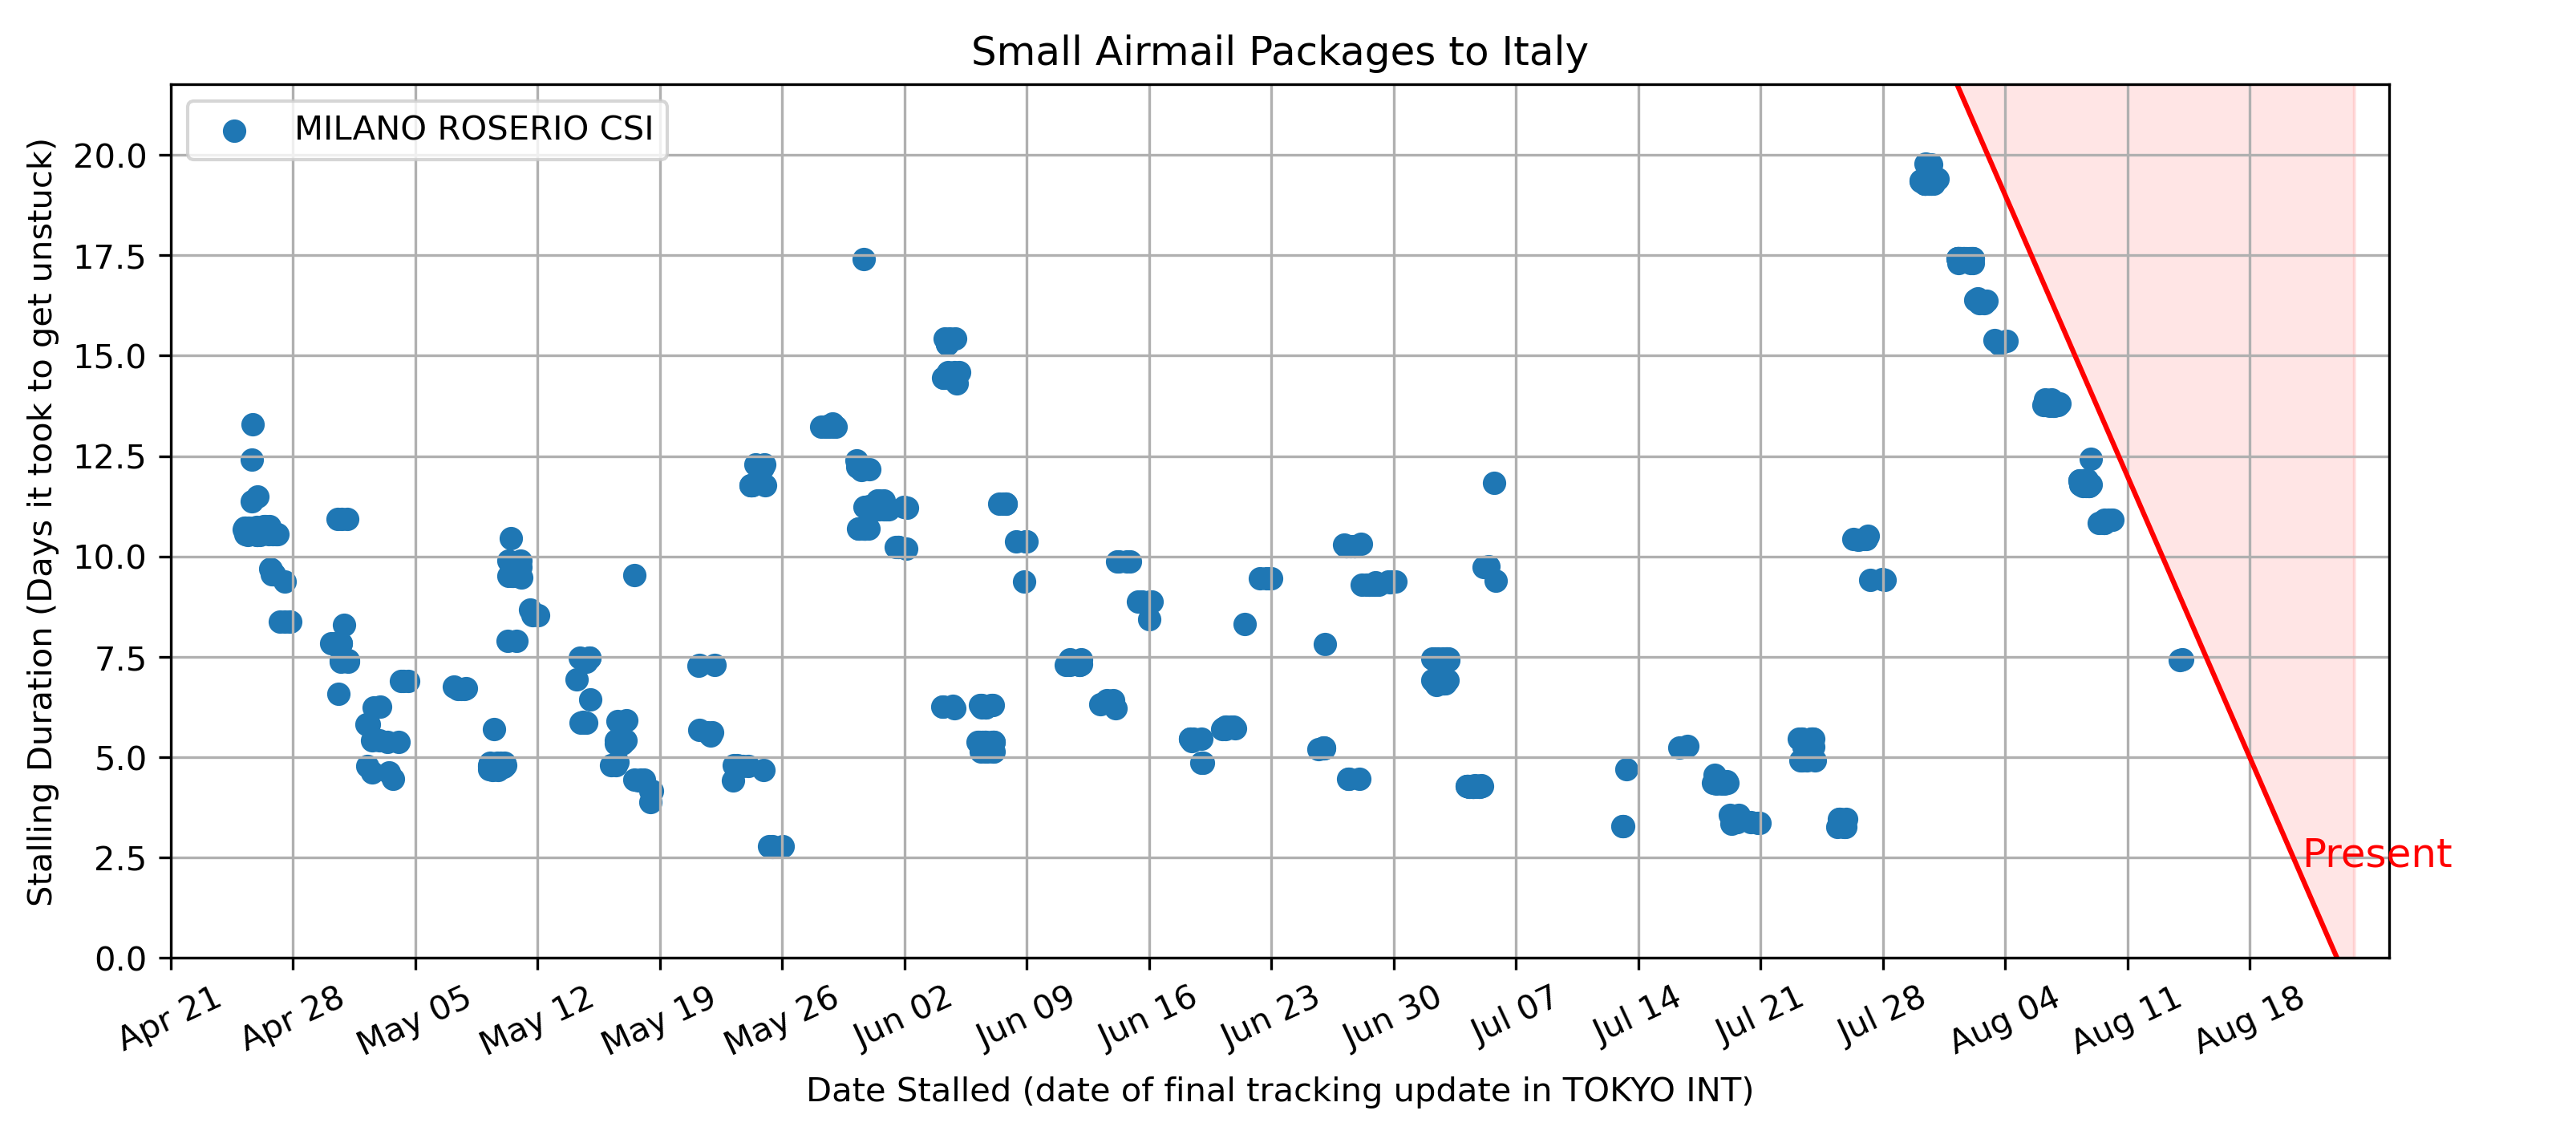 Small Airmail Packages to Italy
MILANO ROSERIO CSI
Stalling Duration (Days it took to get unstuck)
20.0
17.5
15.0
12.5
10.0
7.5
5.0
2.5
0.0
Present
Apr 21 Apr 28 May 05 May 12 May 19 May 26 Jun 02 Jun 09 Jun 16 Jun 23 Jun 30 Jul 07 Jul 14 Jul 21 Jul 28 Aug 04 Aug 11 Aug 18
Date Stalled (date of final tracking update in TOKYO INT)